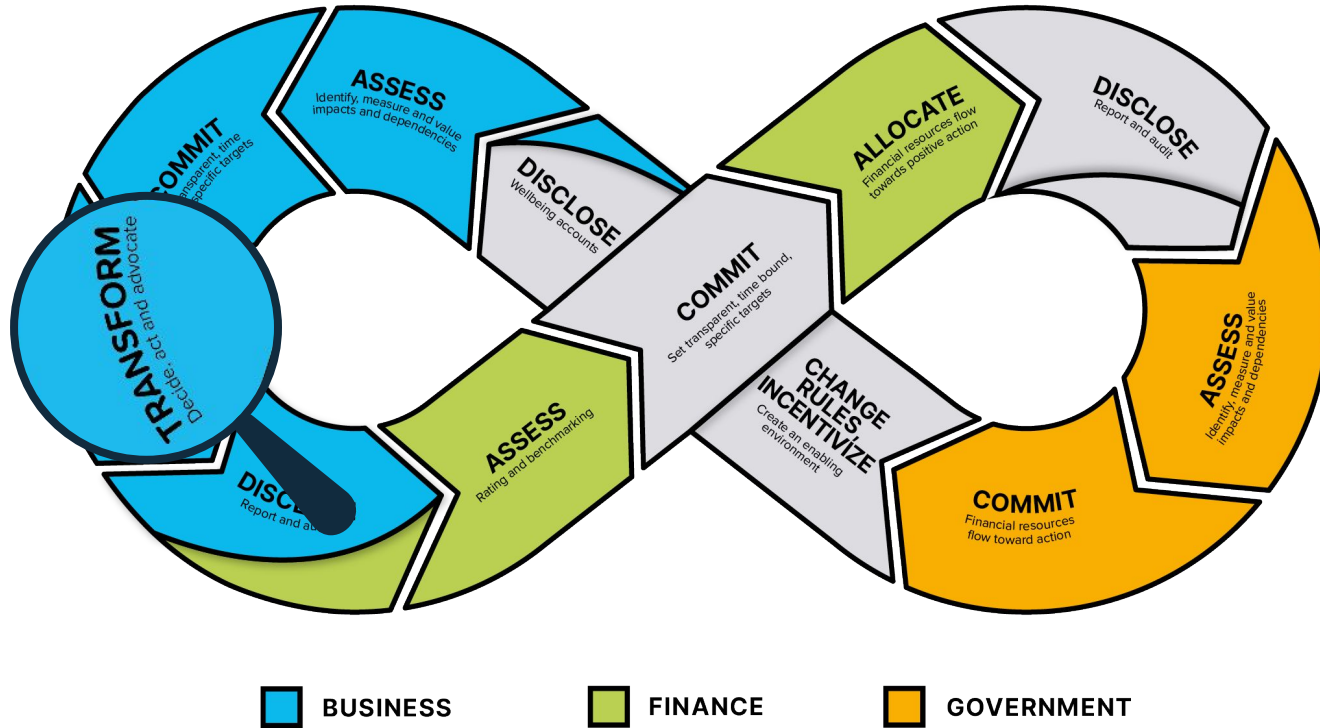 ASSESS
Identify, measure and value
impacts and dependencies
COMMIT
time
specific targets
TRANSFORM
Decide, act and advocate
Report and
DISCLOSE
Wellbeing accounts
ASSESS
Rating and benchmarking
COMMIT
Set transparent, time bound,
specific targets
ALLOCATE
Financial resources flow
towards positive action
DISCLOSE
Report and audit
ASSESS
Identify, measure and value
impacts and dependencies
COMMIT
Financial resources
flow toward action
CHANGE
RULES,
INCENTIVIZE
Create an enabling
environment
BUSINESS
FINANCE
GOVERNMENT